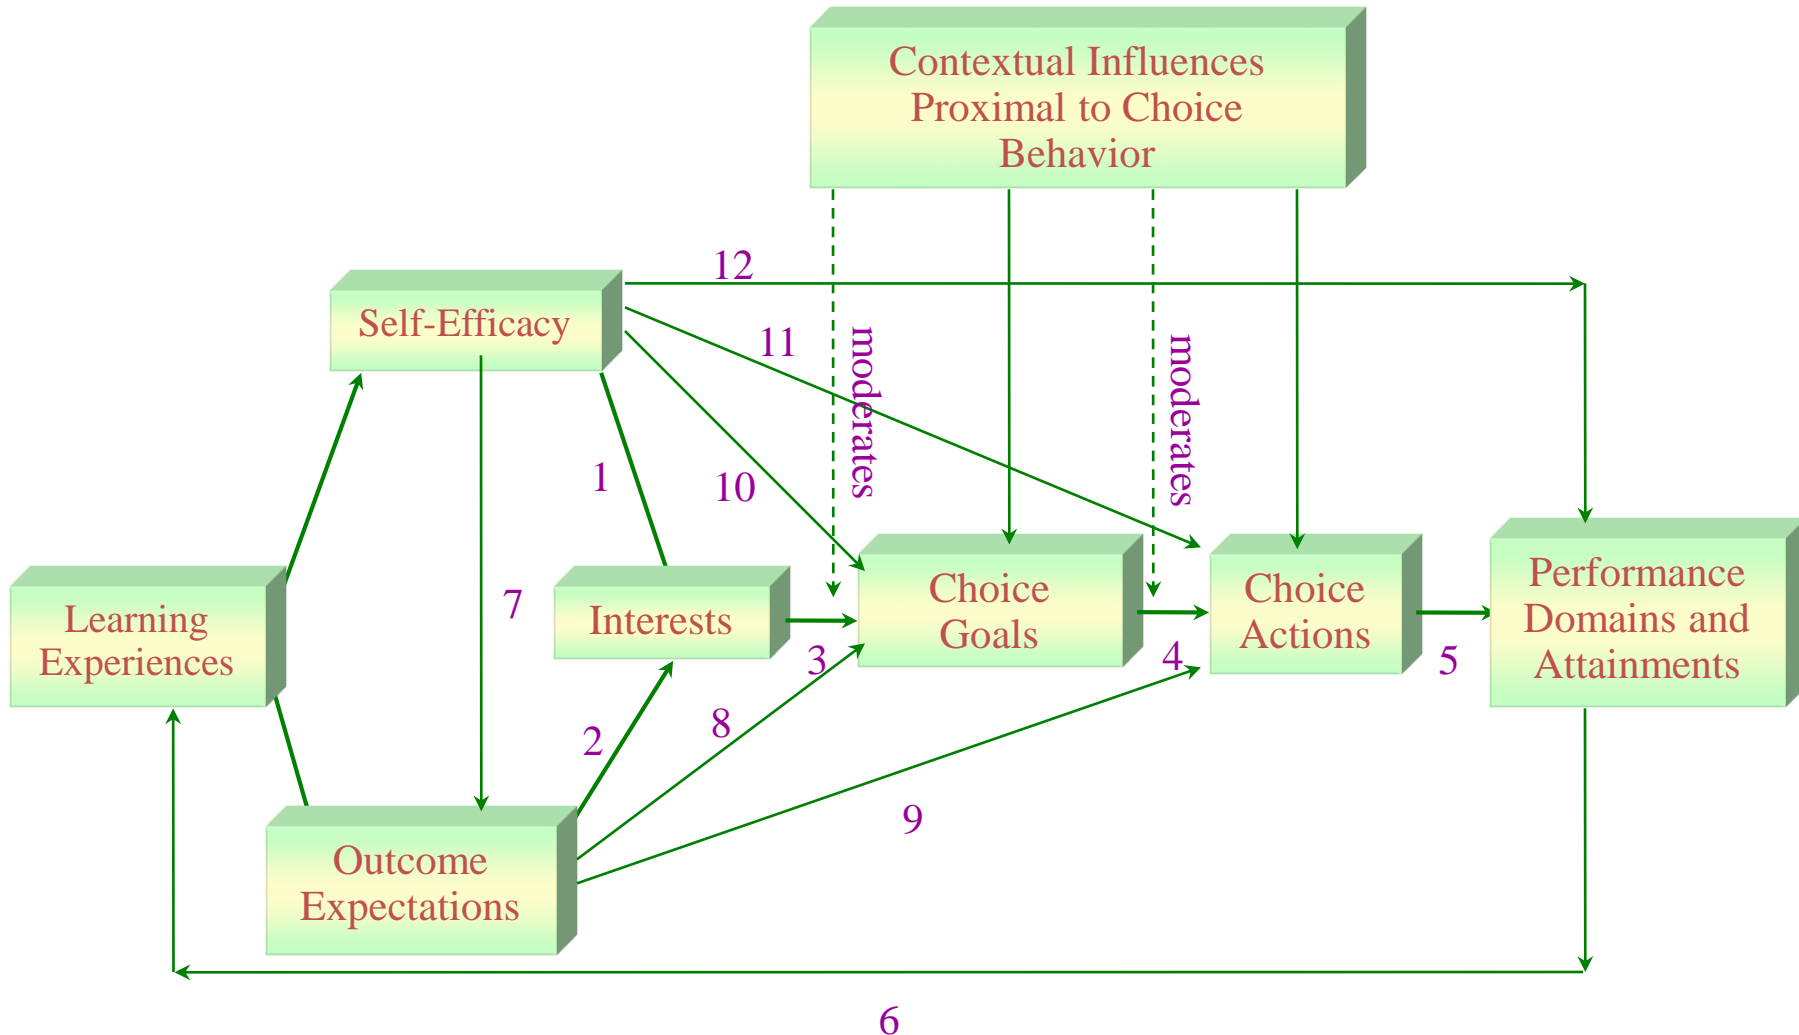 Contextual Influences
Proximal to Choice
Behavior
12
Self-Efficacy
11
moderates
moderates
1
10
Learning
Experiences
7
Interests
Choice
Goals
Choice
Actions
Performance
Domains and
Attainments
3
4
5
2
8
9
Outcome
Expectations
6